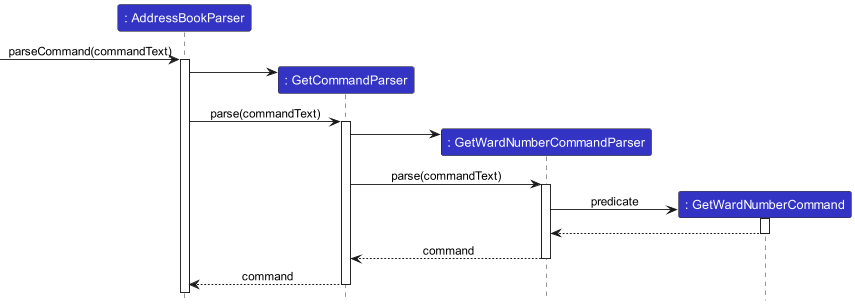 : AddressBookParser
parseCommand(commandText)
: GetCommandParser
parse(commandText)
: GetWardNumberCommandParser
parse(commandText)
predicate
: GetWardNumberCommand
command
command